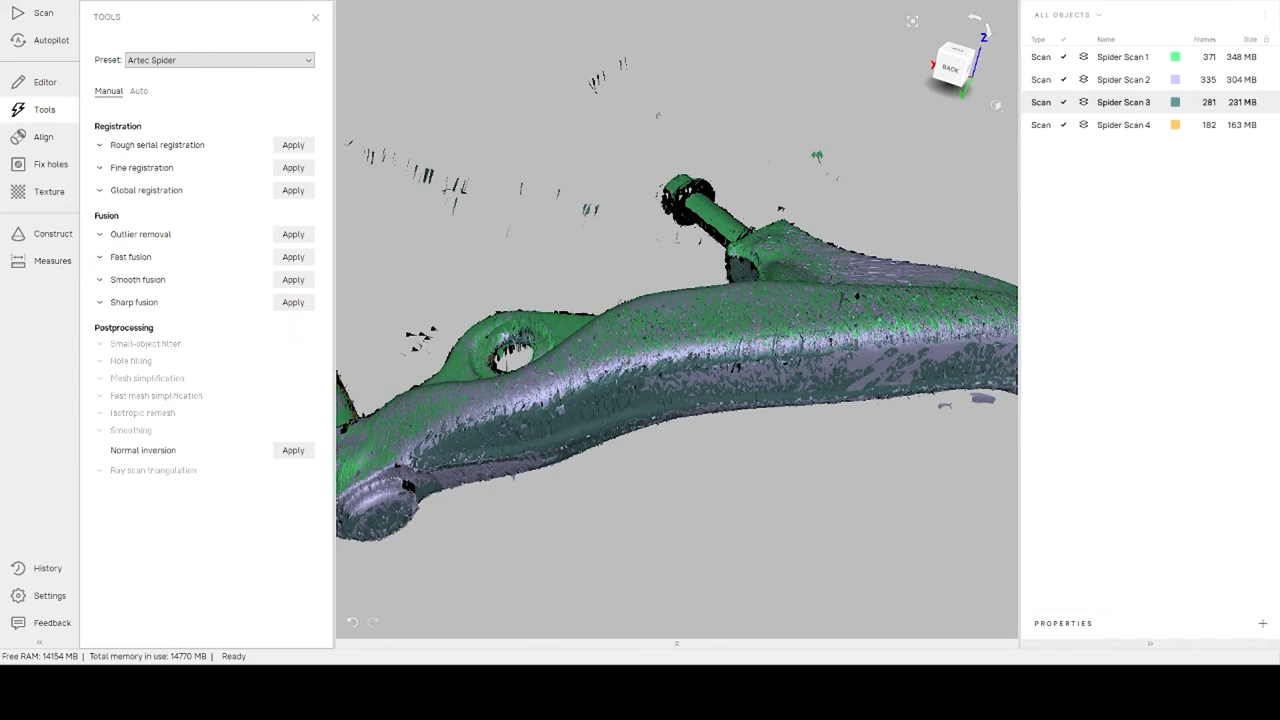 Scan
Autopilot
Editor
Tools
Align
Fix holes
Texture
Construct
Measures
History
Settings
Feedback
TOOLS
Preset: Artec Spider
Manual Auto
Registration
Rough serial registration Apply
Fine registration Apply
Global registration Apply
Fusion
Outlier removal Apply
Fast fusion Apply
Smooth fusion Apply
Sharp fusion Apply
Postprocessing
Small-object filter
Hole filling
Mesh simplification
Fast mesh simplification
Isotropic remesh
Smoothing
Normal inversion Apply
Ray scan triangulation
Z
X
BACK
ALL OBJECTS
Type Name Frames Size
Scan Spider Scan 1 371 348 MB
Scan Spider Scan 2 335 304 MB
Scan Spider Scan 3 281 231 MB
Scan Spider Scan 4 182 163 MB
PROPERTIES
Free RAM: 14154 MB | Total memory in use: 14770 MB | Ready